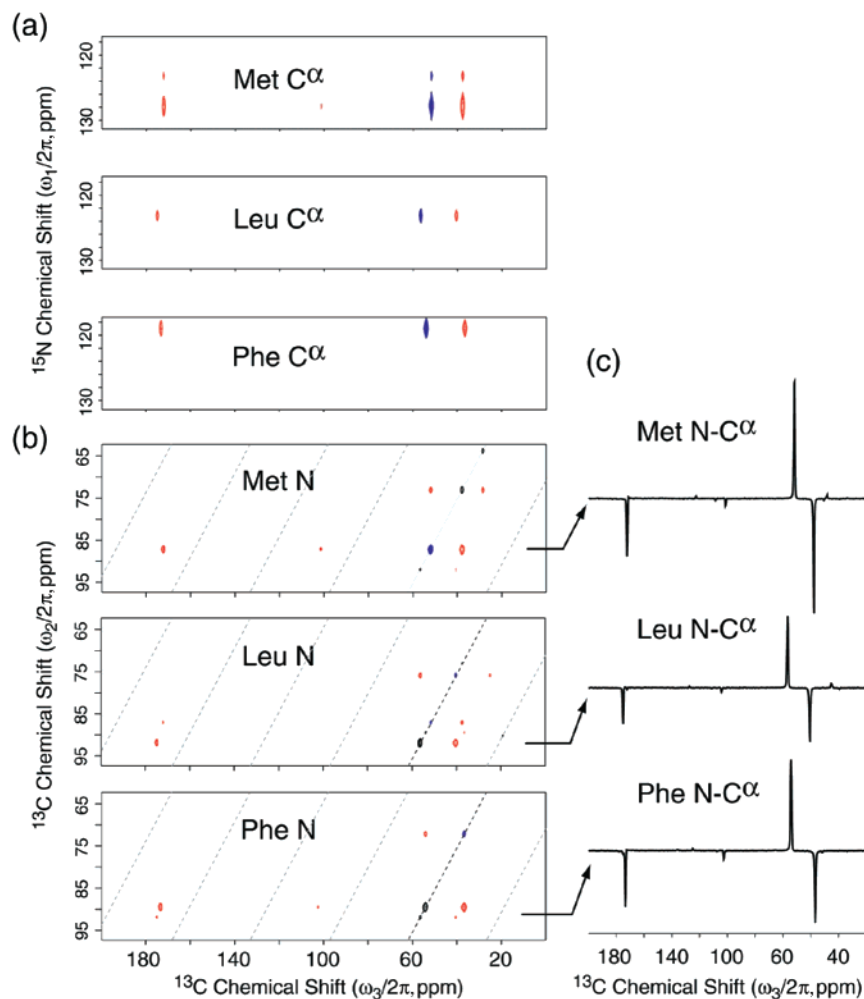 (a)
120
130
Met Cα
120
130
Leu Cα
120
130
Phe Cα
15N Chemical Shift (ω1/2π,ppm)
(b)
65
75
85
95
Met N
65
75
85
95
Leu N
65
75
85
95
Phe N
13C Chemical Shift (ω2/2π,ppm)
180 140 100 60 20
13C Chemical Shift (ω3/2π,ppm)
(c)
Met N-Cα
Leu N-Cα
Phe N-Cα
180 140 100 60 40
13C Chemical Shift (ω3/2π,ppm)